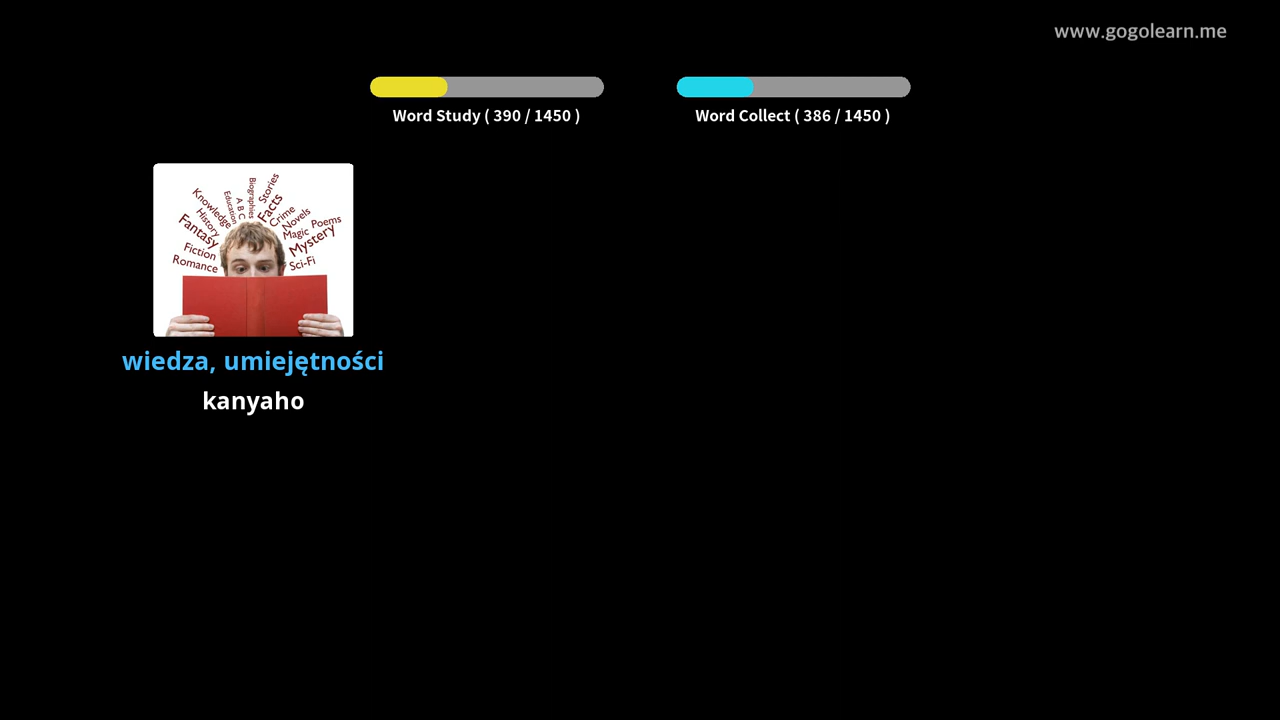 www.gogolearn.me
Word Study ( 390 / 1450 )
Word Collect ( 386 / 1450 )
Knowledge
History
Fantasy
Fiction
Romance
Education
A B C
Biographies
Stories
Facts
Crime
Novels
Magic
Poems
Mystery
Sci-Fi
wiedza, umiejętności
kanyaho